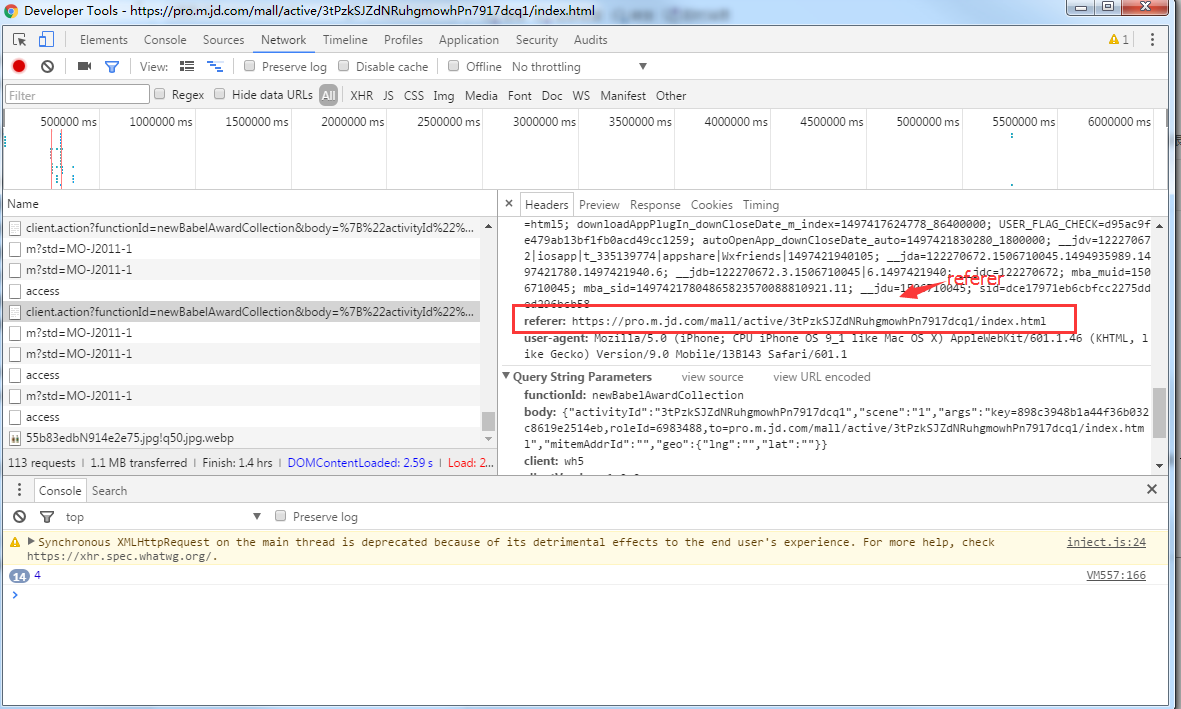 Developer Tools - https://pro.m.jd.com/mall/active/3tPzkSJZdNRuhgmowhPn7917dcq1/index.html
Elements Console Sources Network Timeline Profiles Application Security Audits 1
View: Preserve log Disable cache Offline No throttling
Filter Regex Hide data URLs All XHR JS CSS Img Media Font Doc WS Manifest Other
500000 ms 1000000 ms 1500000 ms 2000000 ms 2500000 ms 3000000 ms 3500000 ms 4000000 ms 4500000 ms 5000000 ms 5500000 ms 6000000 ms
Name
client.action?functionId=newBabelAwardCollection&body=%7B%22activityId%22%...
m?std=MO-J2011-1
m?std=MO-J2011-1
access
client.action?functionId=newBabelAwardCollection&body=%7B%22activityId%22%...
m?std=MO-J2011-1
m?std=MO-J2011-1
access
m?std=MO-J2011-1
access
55b83edbN914e2e75.jpg!q50.jpg.webp
113 requests | 1.1 MB transferred | Finish: 1.4 hrs | DOMContentLoaded: 2.59 s | Load: 2...
Headers Preview Response Cookies Timing
=html5; downloadAppPlugIn_downCloseDate_m_index=1497417624778_86400000; USER_FLAG_CHECK=d95ac9f
e479ab13bf1fb0acd49cc1259; autoOpenApp_downCloseDate_auto=1497421830280_1800000; __jdv=12227067
2|iosapp|t_335139774|appshare|Wxfriends|1497421940105; __jda=122270672.1506710045.1494935989.14
97421780.1497421940.6; __jdb=122270672.3.1506710045|6.1497421940; __jdc=122270672; mba_muid=150
6710045; mba_sid=14974217804865823570088810921.11; __jdu=1506710045; sid=dce17971eb6cbfcc2275dd
referer
referer: https://pro.m.jd.com/mall/active/3tPzkSJZdNRuhgmowhPn7917dcq1/index.html
user-agent: Mozilla/5.0 (iPhone; CPU iPhone OS 9_1 like Mac OS X) AppleWebKit/601.1.46 (KHTML, l
ike Gecko) Version/9.0 Mobile/13B143 Safari/601.1
Query String Parameters view source view URL encoded
functionId: newBabelAwardCollection
body: {"activityId":"3tPzkSJZdNRuhgmowhPn7917dcq1","scene":"1","args":"key=898c3948b1a44f36b032
c8619e2514eb,roleId=6983488,to=pro.m.jd.com/mall/active/3tPzkSJZdNRuhgmowhPn7917dcq1/index.htm
l","mitemAddrId":"","geo":{"lng":"","lat":""}}
client: wh5
Console Search
top Preserve log
Synchronous XMLHttpRequest on the main thread is deprecated because of its detrimental effects to the end user's experience. For more help, check inject.js:24
https://xhr.spec.whatwg.org/.
14 4 VM557:166